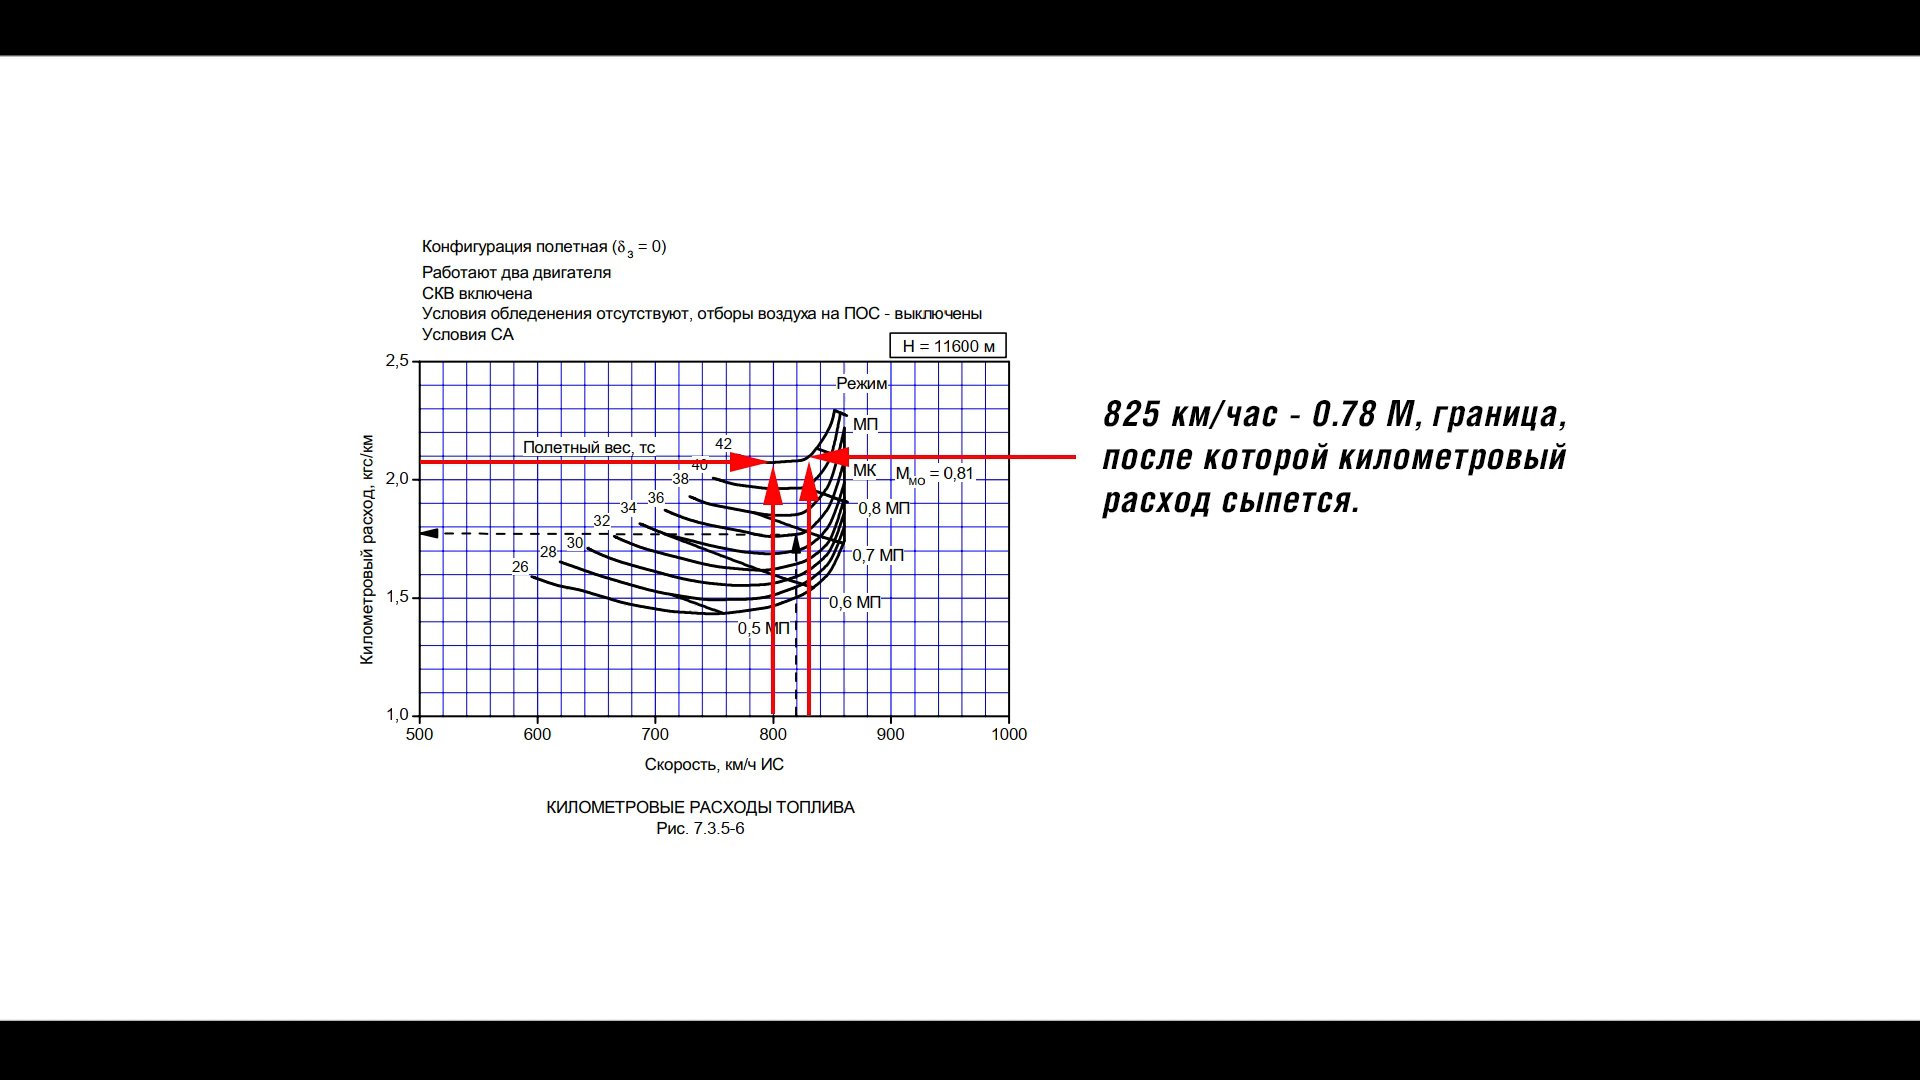 Конфигурация полетная (δз = 0)
Работают два двигателя
СКВ включена
Условия обледенения отсутствуют, отборы воздуха на ПОС - выключены
Условия СА
H = 11600 м
2,5
Режим
МП
Полетный вес, тс
42
40
МК
Ммо = 0,81
2,0
38
36
0,8 МП
34
32
30
28
0,7 МП
26
1,5
0,6 МП
0,5 МП
1,0
Километровый расход, кгс/км
500 600 700 800 900 1000
Скорость, км/ч ИС
КИЛОМЕТРОВЫЕ РАСХОДЫ ТОПЛИВА
Рис. 7.3.5-6
825 км/час - 0.78 М, граница,
после которой километровый
расход сыпется.